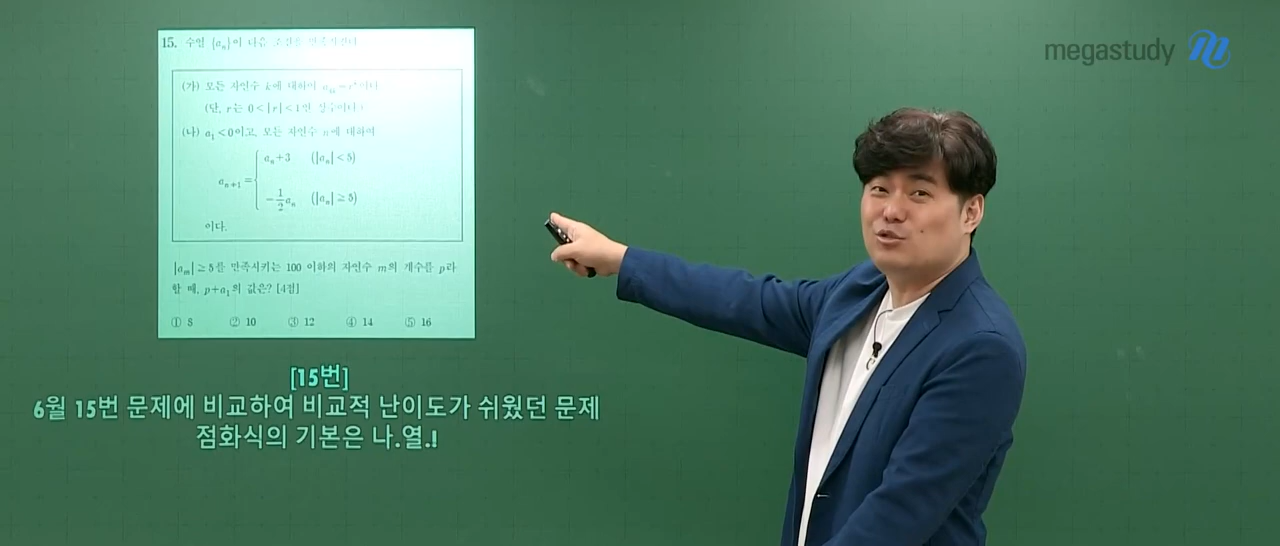 megastudy
15. 수열 {aₙ}이 다음 조건을 만족시킨다.
(가) 모든 자연수 k에 대하여 a₄ₖ=rᵏ이다.
(단, r는 0<|r|<1인 상수이다.)
(나) a₁<0이고, 모든 자연수 n에 대하여
aₙ₊₁={ aₙ+3 (|aₙ|<5)
-1/2aₙ (|aₙ|≥5)
이다.
|aₘ|≥5를 만족시키는 100 이하의 자연수 m의 개수를 p라
할 때, p+a₁의 값은? [4점]
① 8 ② 10 ③ 12 ④ 14 ⑤ 16
[15번]
6월 15번 문제에 비교하여 비교적 난이도가 쉬웠던 문제
점화식의 기본은 나.열.!